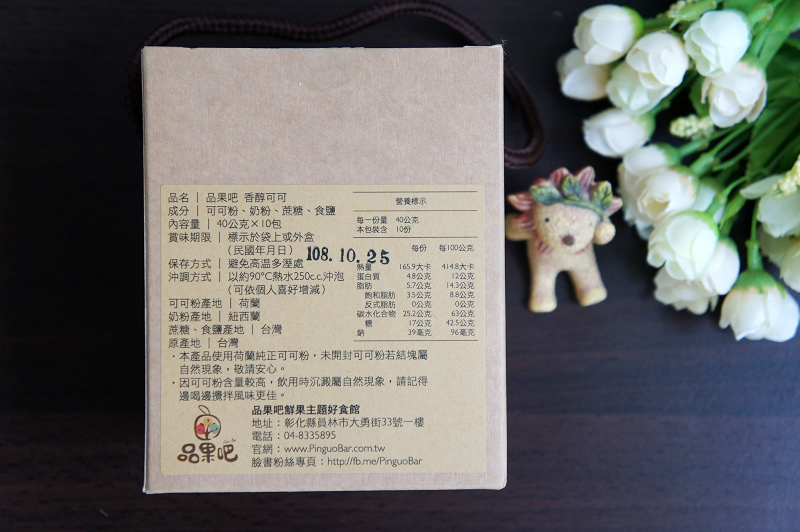 品名｜品果吧 香醇可可
成分｜可可粉、奶粉、蔗糖、食鹽
內容量｜40公克×10包
賞味期限｜標示於袋上或外盒
（民國年月日）
108.10.25
保存方式｜避免高溫多溼處
沖調方式｜以約90°C熱水250c.c.沖泡
（可依個人喜好增減）
可可粉產地｜荷蘭
奶粉產地｜紐西蘭
蔗糖、食鹽產地｜台灣
原產地｜台灣
營養標示
每一份量 40公克
本包裝含 10份
每份 每100公克
熱量 165.9大卡 414.8大卡
蛋白質 4.8公克 12公克
脂肪 5.7公克 14.3公克
飽和脂肪 3.5公克 8.8公克
反式脂肪 0公克 0公克
碳水化合物 25.2公克 63公克
糖 17公克 42.5公克
鈉 39毫克 96毫克
・本產品使用荷蘭純正可可粉，未開封可可粉若結塊屬
自然現象，敬請安心。
・因可可粉含量較高，飲用時沉澱屬自然現象，請記得
邊喝邊攪拌風味更佳。
品果吧
品果吧鮮果主題好食館
地址：彰化縣員林市大勇街33號一樓
電話：04-8335895
官網：www.PinguoBar.com.tw
臉書粉絲專頁：http://fb.me/PinguoBar